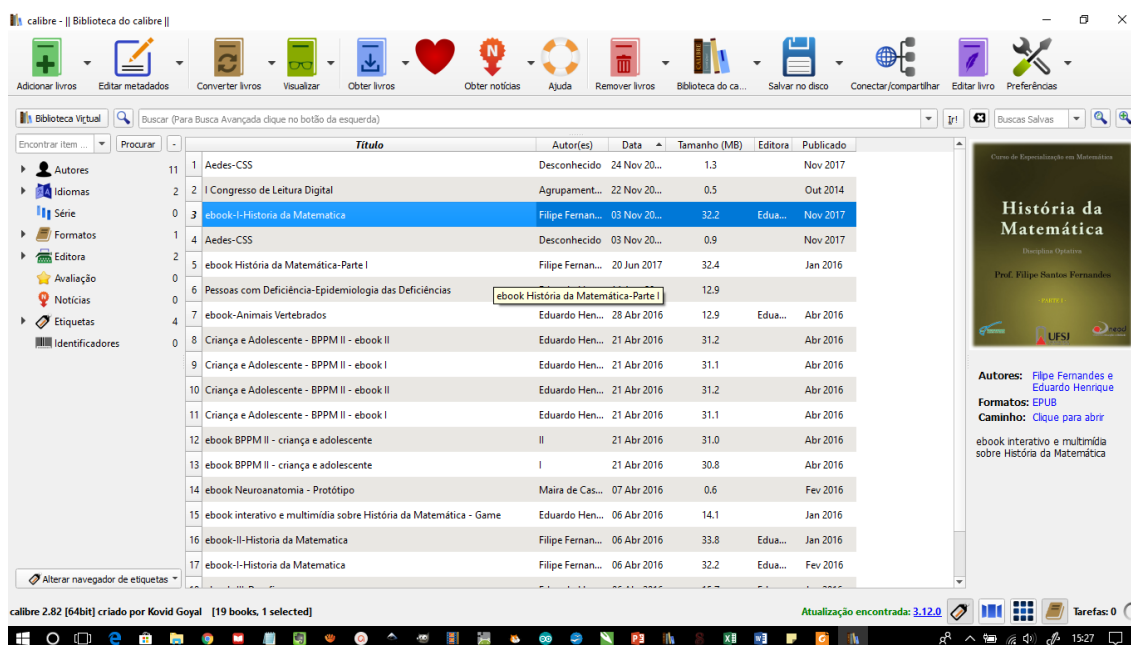 calibre - || Biblioteca do calibre ||
Adicionar livros Editar metadados Converter livros Visualizar Obter livros Obter notícias Ajuda Remover livros Biblioteca do ca... Salvar no disco Conectar/compartilhar Editar livro Preferências
Biblioteca Virtual Buscar (Para Busca Avançada clique no botão da esquerda) Ir! Buscas Salvas
Encontrar item ... Procurar -
Autores 11
Idiomas 2
Série 0
Formatos 1
Editora 2
Avaliação 0
Notícias 0
Etiquetas 4
Identificadores 0
Alterar navegador de etiquetas
Título Autor(es) Data Tamanho (MB) Editora Publicado
1 Aedes-CSS Desconhecido 24 Nov 20... 1.3 Nov 2017
2 I Congresso de Leitura Digital Agrupament... 22 Nov 20... 0.5 Out 2014
3 ebook-I-Historia da Matematica Filipe Fernan... 03 Nov 20... 32.2 Edua... Nov 2017
4 Aedes-CSS Desconhecido 03 Nov 20... 0.9 Nov 2017
5 ebook História da Matemática-Parte I Filipe Fernan... 20 Jun 2017 32.4 Jan 2016
6 Pessoas com Deficiência-Epidemiologia das Deficiências 12.9
ebook História da Matemática-Parte I
7 ebook-Animais Vertebrados Eduardo Hen... 28 Abr 2016 12.9 Edua... Abr 2016
8 Criança e Adolescente - BPPM II - ebook II Eduardo Hen... 21 Abr 2016 31.2 Abr 2016
9 Criança e Adolescente - BPPM II - ebook I Eduardo Hen... 21 Abr 2016 31.1 Abr 2016
10 Criança e Adolescente - BPPM II - ebook II Eduardo Hen... 21 Abr 2016 31.2 Abr 2016
11 Criança e Adolescente - BPPM II - ebook I Eduardo Hen... 21 Abr 2016 31.1 Abr 2016
12 ebook BPPM II - criança e adolescente II 21 Abr 2016 31.0 Abr 2016
13 ebook BPPM II - criança e adolescente I 21 Abr 2016 30.8 Abr 2016
14 ebook Neuroanatomia - Protótipo Maira de Cas... 07 Abr 2016 0.6 Fev 2016
15 ebook interativo e multimídia sobre História da Matemática - Game Eduardo Hen... 06 Abr 2016 14.1 Jan 2016
16 ebook-II-Historia da Matematica Filipe Fernan... 06 Abr 2016 33.8 Edua... Jan 2016
17 ebook-I-Historia da Matematica Filipe Fernan... 06 Abr 2016 32.2 Edua... Fev 2016
Curso de Especialização em Matemática
História da
Matemática
Disciplina Optativa
Prof. Filipe Santos Fernandes
- PARTE I -
UFSJ
Autores: Filipe Fernandes e
Eduardo Henrique
Formatos: EPUB
Caminho: Clique para abrir
ebook interativo e multimídia
sobre História da Matemática
calibre 2.82 [64bit] criado por Kovid Goyal [19 books, 1 selected] Atualização encontrada: 3.12.0 Tarefas: 0
15:27